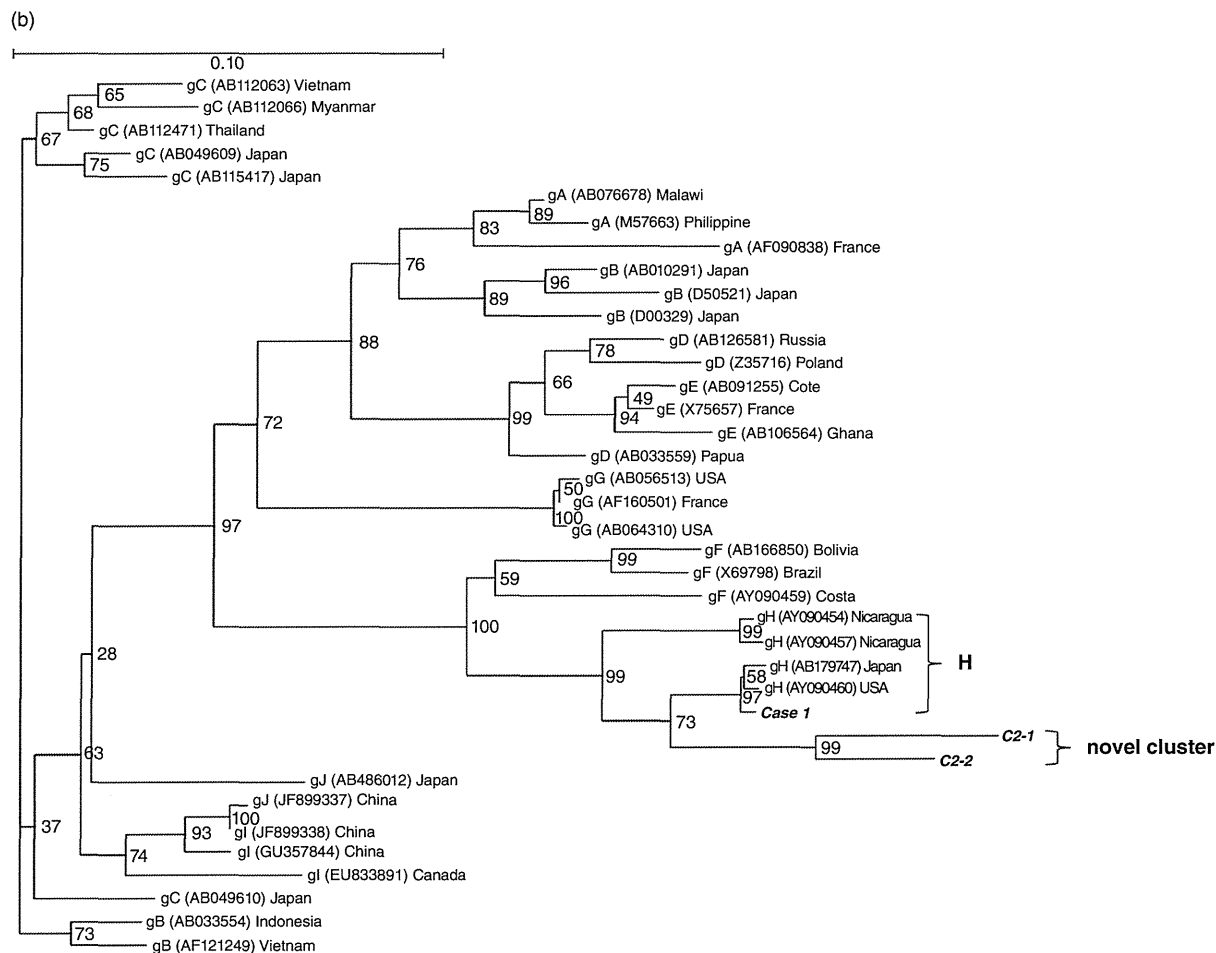 (b)
0.10
gC (AB112063) Vietnam
65
gC (AB112066) Myanmar
68
gC (AB112471) Thailand
67
gC (AB049609) Japan
75
gC (AB115417) Japan
gA (AB076678) Malawi
89
gA (M57663) Philippine
83
gA (AF090838) France
76
gB (AB010291) Japan
96
gB (D50521) Japan
89
gB (D00329) Japan
88
gD (AB126581) Russia
78
gD (Z35716) Poland
66
gE (AB091255) Cote
49
gE (X75657) France
94
gE (AB106564) Ghana
99
gD (AB033559) Papua
72
gG (AB056513) USA
50
gG (AF160501) France
100
gG (AB064310) USA
97
gF (AB166850) Bolivia
99
gF (X69798) Brazil
59
gF (AY090459) Costa
100
gH (AY090454) Nicaragua
99
gH (AY090457) Nicaragua
H
99
gH (AB179747) Japan
58
gH (AY090460) USA
97
Case 1
73
C2-1
99
novel cluster
C2-2
28
63
gJ (AB486012) Japan
gJ (JF899337) China
100
gI (JF899338) China
93
gI (GU357844) China
74
gI (EU833891) Canada
37
gC (AB049610) Japan
gB (AB033554) Indonesia
73
gB (AF121249) Vietnam